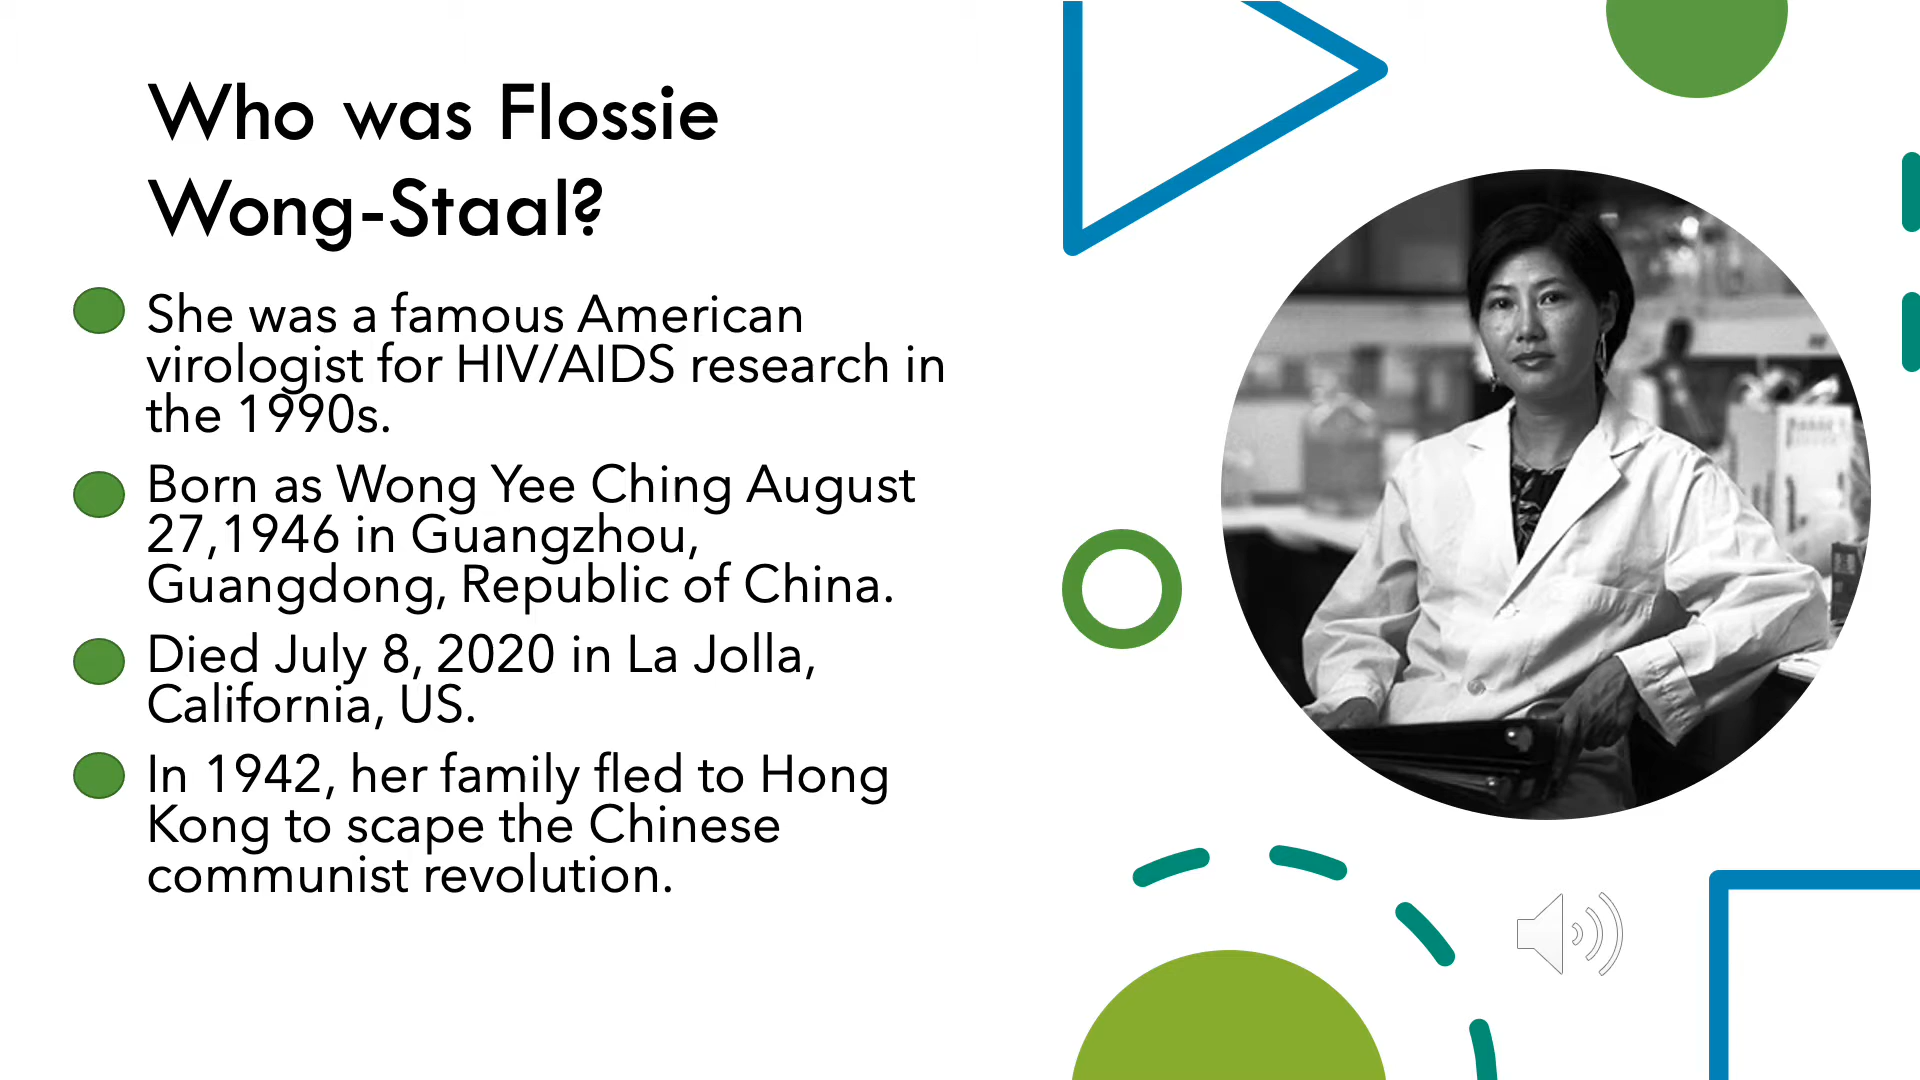 Who was Flossie
Wong-Staal?
She was a famous American
virologist for HIV/AIDS research in
the 1990s.
Born as Wong Yee Ching August
27,1946 in Guangzhou,
Guangdong, Republic of China.
Died July 8, 2020 in La Jolla,
California, US.
In 1942, her family fled to Hong
Kong to scape the Chinese
communist revolution.